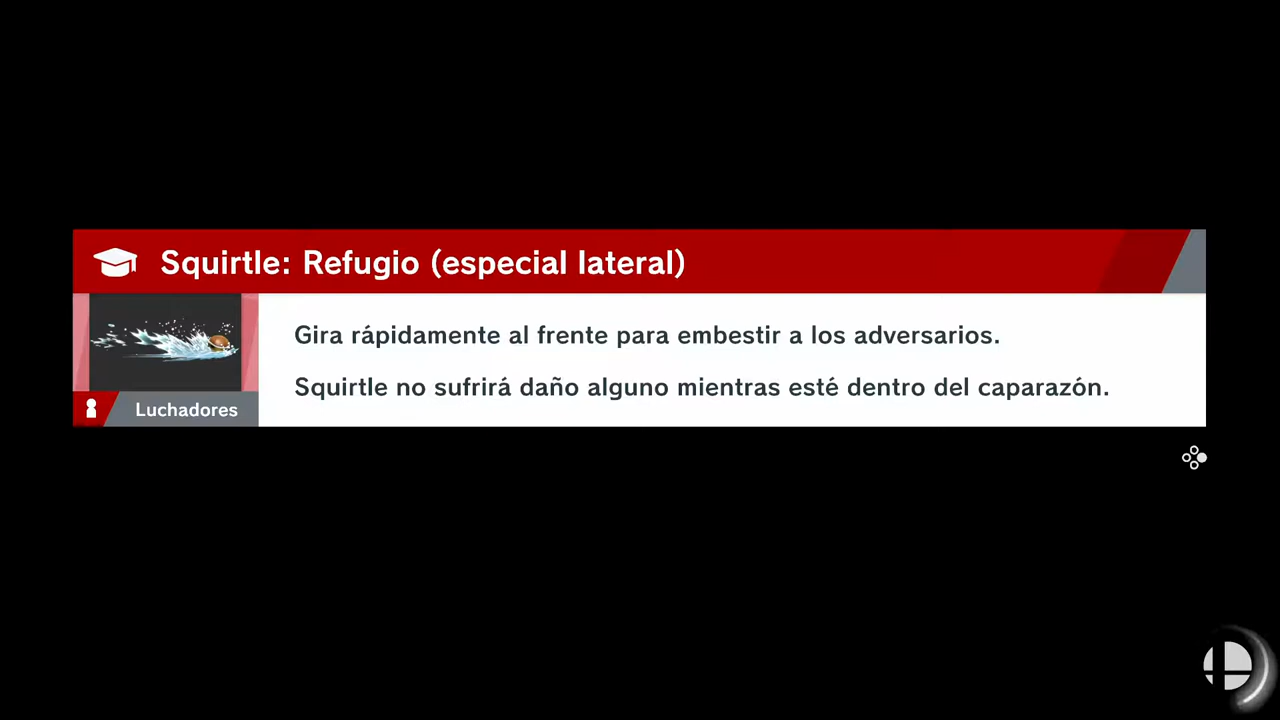 Squirtle: Refugio (especial lateral)
Gira rápidamente al frente para embestir a los adversarios.
Squirtle no sufrirá daño alguno mientras esté dentro del caparazón.
Luchadores